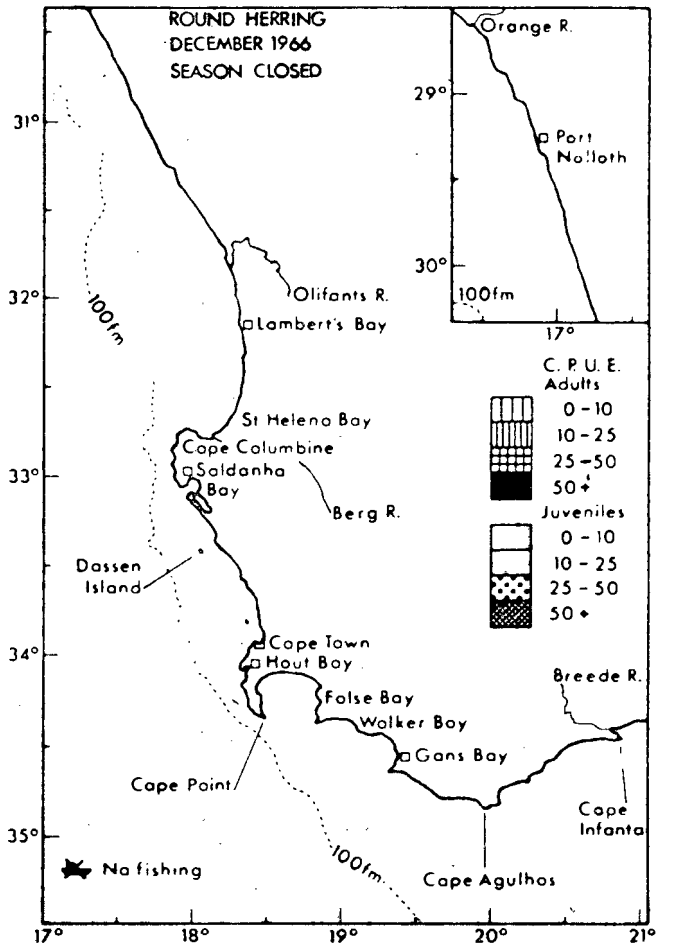 ROUND HERRING
DECEMBER 1966
SEASON CLOSED
Orange R.
29°
Port
Nolloth
30°
100fm
17°
31°
32°
100fm
Olifants R.
Lambert's Bay
C. P. U. E.
Adults
0-10
10-25
25-50
50+
Juveniles
0-10
10-25
25-50
50+
St Helena Bay
Cape Columbine
33°
Saldanha
Bay
Berg R.
Dassen
Island
34°
Cape Town
Hout Bay
Breede R.
False Bay
Walker Bay
Gans Bay
Cape Point
Cape
Infanta
35°
100fm.
No fishing
Cape Agulhas
17°
18°
19°
20°
21°